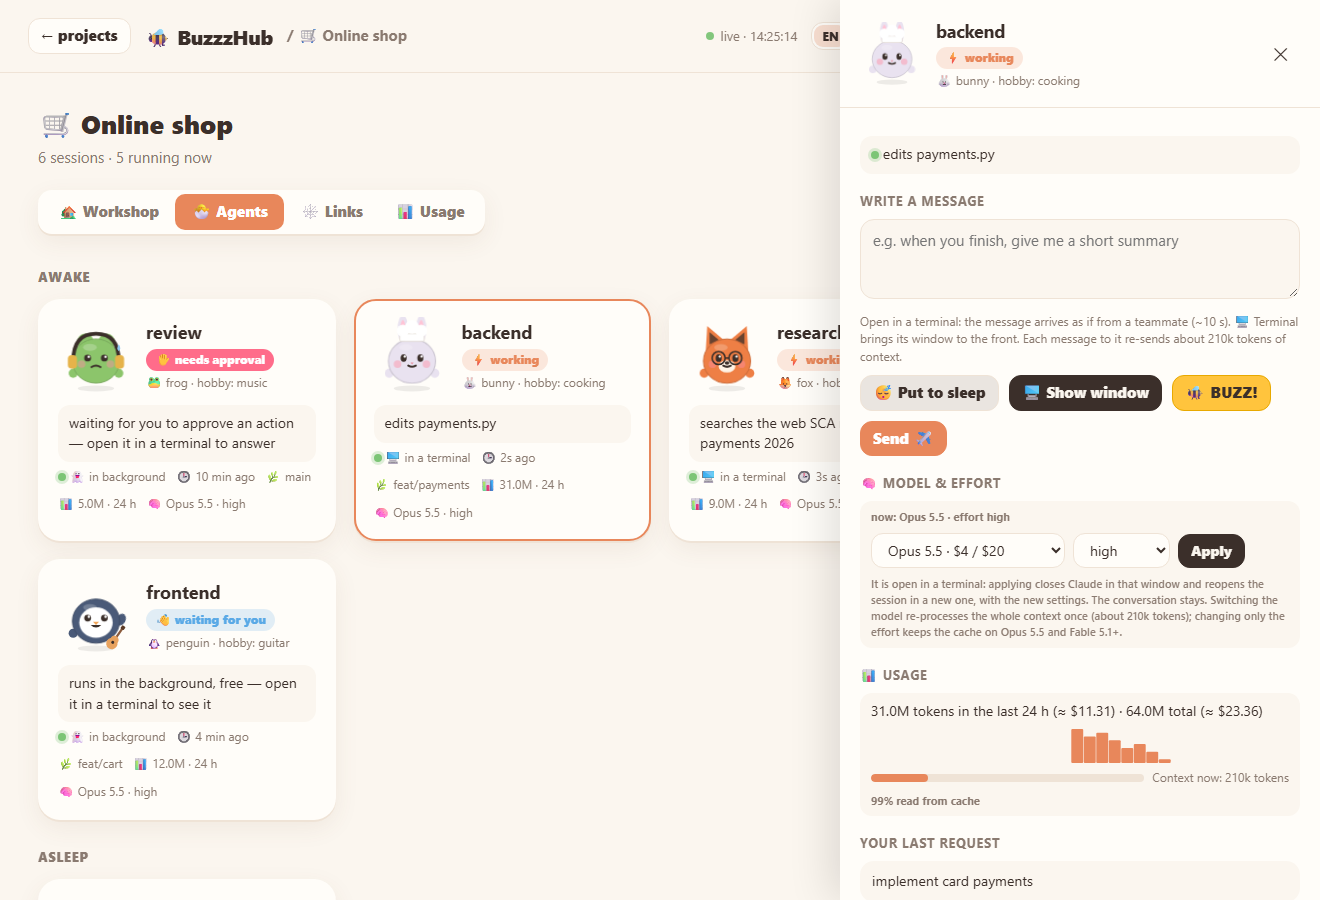 ← projects
BuzzzHub
/ Online shop
live · 14:25:14
EN
Online shop
6 sessions · 5 running now
Workshop
Agents
Links
Usage
AWAKE
review
needs approval
frog · hobby: music
waiting for you to approve an action
— open it in a terminal to answer
in background
10 min ago
main
5.0M · 24 h
Opus 5.5 · high
backend
working
bunny · hobby: cooking
edits payments.py
in a terminal
2s ago
feat/payments
31.0M · 24 h
Opus 5.5 · high
research
worki
fox · hob
searches the web SCA
payments 2026
in a terminal
3s ag
9.0M · 24 h
Opus 5.5
frontend
waiting for you
penguin · hobby: guitar
runs in the background, free — open
it in a terminal to see it
in background
4 min ago
feat/cart
12.0M · 24 h
Opus 5.5 · high
ASLEEP
backend
working
bunny · hobby: cooking
edits payments.py
WRITE A MESSAGE
e.g. when you finish, give me a short summary
Open in a terminal: the message arrives as if from a teammate (~10 s). Terminal
brings its window to the front. Each message to it re-sends about 210k tokens of
context.
Put to sleep
Show window
BUZZ!
Send
MODEL & EFFORT
now: Opus 5.5 · effort high
Opus 5.5 · $4 / $20
high
Apply
It is open in a terminal: applying closes Claude in that window and reopens the
session in a new one, with the new settings. The conversation stays. Switching the
model re-processes the whole context once (about 210k tokens); changing only the
effort keeps the cache on Opus 5.5 and Fable 5.1+.
USAGE
31.0M tokens in the last 24 h (≈ $11.31) · 64.0M total (≈ $23.36)
Context now: 210k tokens
99% read from cache
YOUR LAST REQUEST
implement card payments